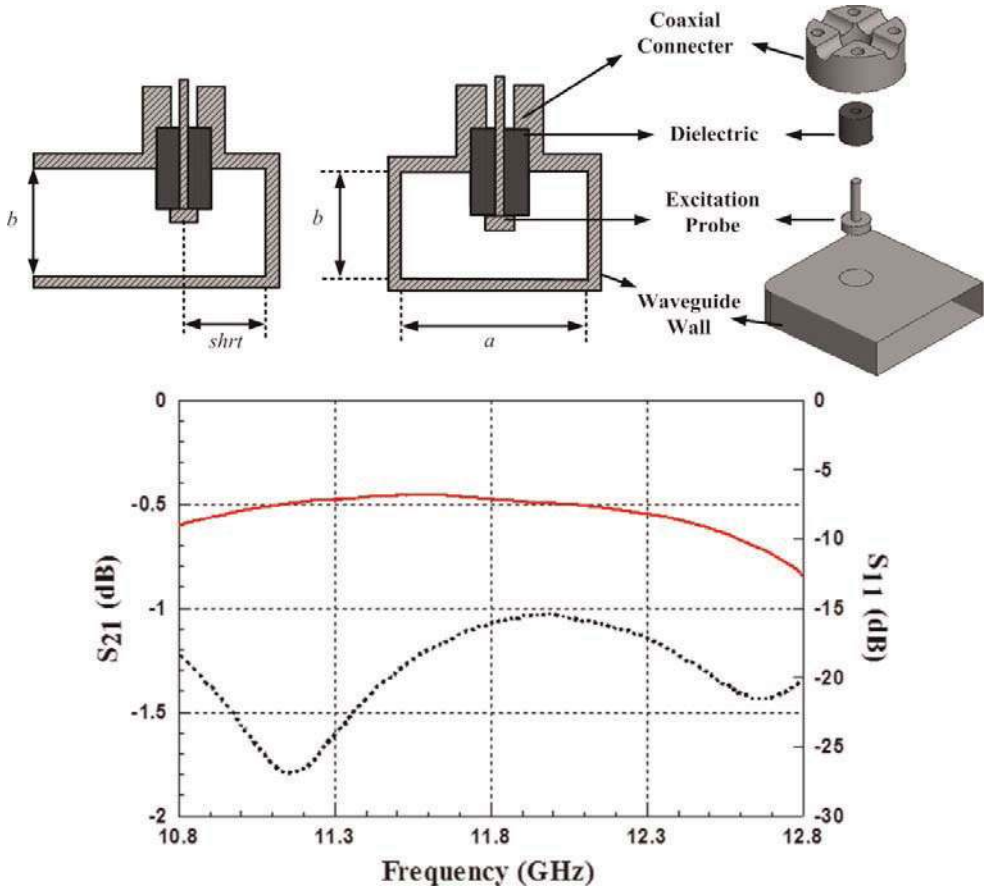 Coaxial
Connecter
Dielectric
Excitation
Probe
Waveguide
Wall
b
shrt
b
a
0
-0.5
-1
-1.5
-2
S21 (dB)
0
-5
-10
-15
-20
-25
-30
S11 (dB)
10.8
11.3
11.8
12.3
12.8
Frequency (GHz)